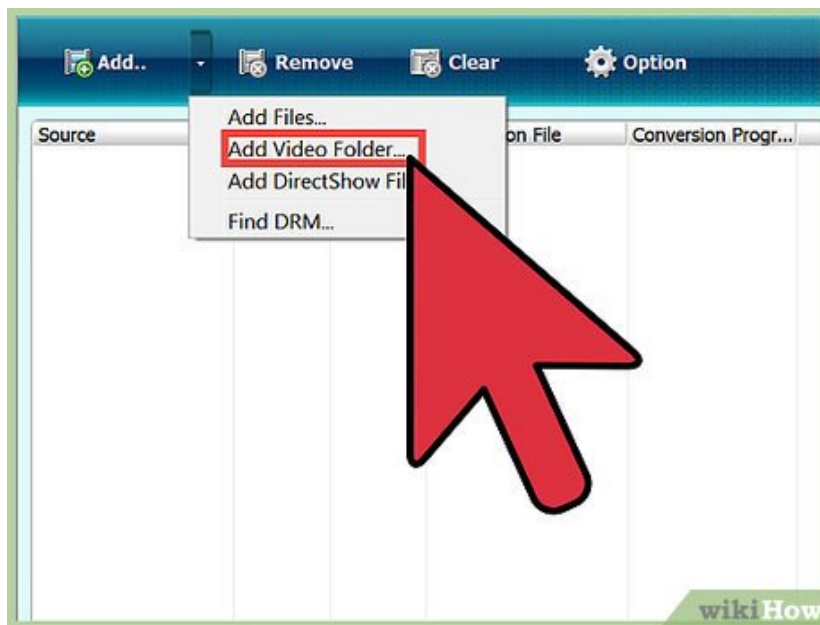 Add.. Remove Clear Option
Source on File Conversion Progr...
Add Files...
Add Video Folder...
Add DirectShow Fil
Find DRM...
wikiHow